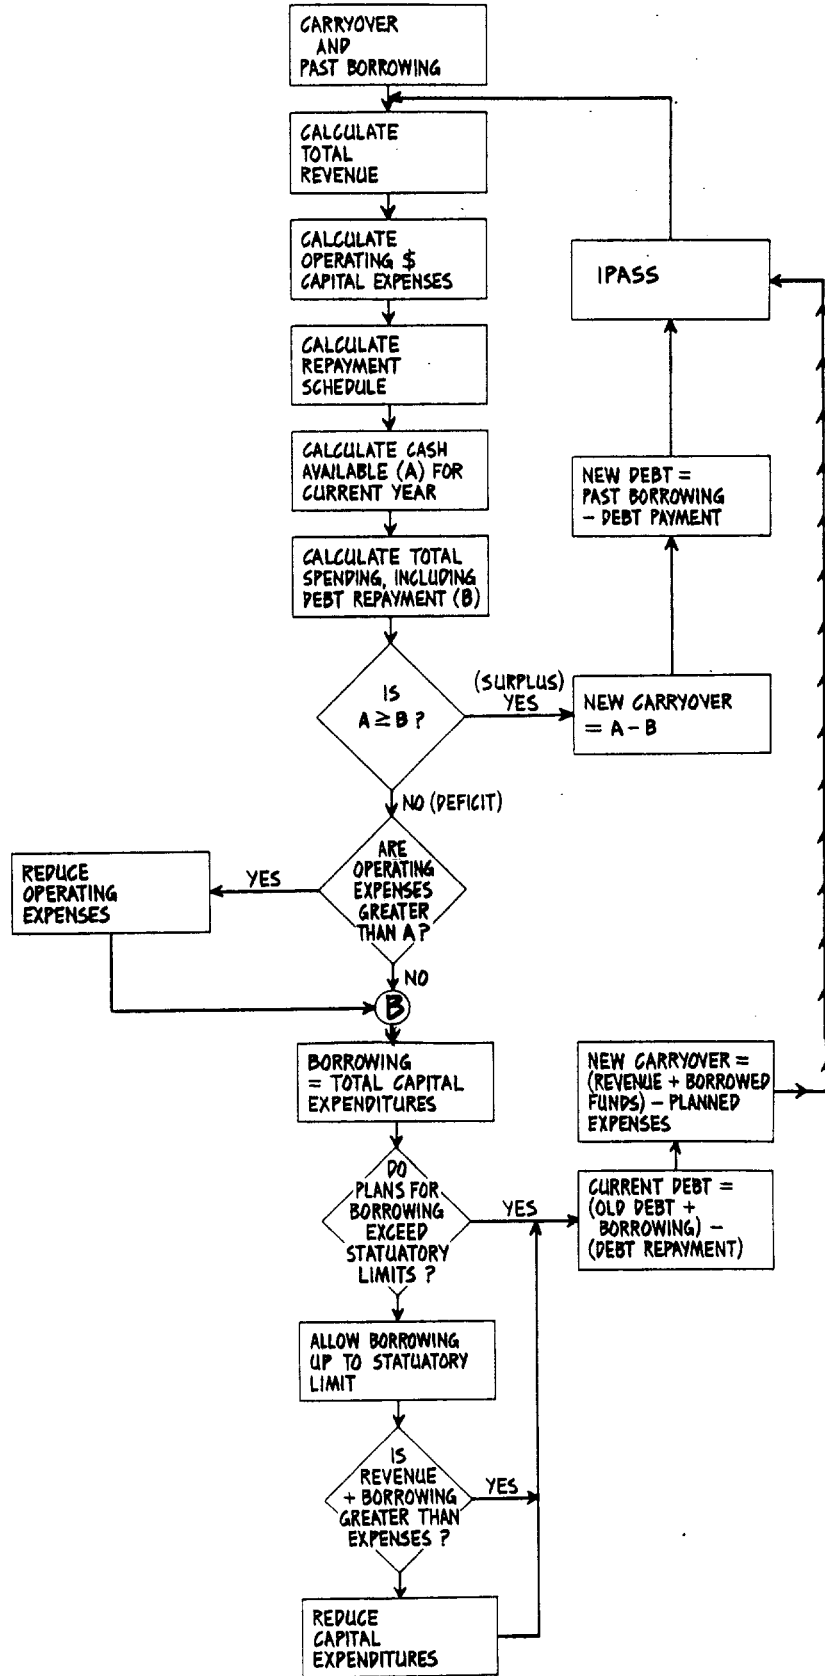 CARRYOVER
AND
PAST BORROWING
CALCULATE
TOTAL
REVENUE
CALCULATE
OPERATING $
CAPITAL EXPENSES
IPASS
CALCULATE
REPAYMENT
SCHEDULE
CALCULATE CASH
AVAILABLE (A) FOR
CURRENT YEAR
NEW DEBT =
PAST BORROWING
- DEBT PAYMENT
CALCULATE TOTAL
SPENDING, INCLUDING
DEBT REPAYMENT (B)
IS
A ≥ B ?
(SURPLUS)
YES
NEW CARRYOVER
= A - B
NO (DEFICIT)
ARE
OPERATING
EXPENSES
GREATER
THAN A ?
YES
REDUCE
OPERATING
EXPENSES
NO
B
BORROWING
= TOTAL CAPITAL
EXPENDITURES
NEW CARRYOVER =
(REVENUE + BORROWED
FUNDS) - PLANNED
EXPENSES
DO
PLANS FOR
BORROWING
EXCEED
STATUATORY
LIMITS ?
YES
CURRENT DEBT =
(OLD DEBT +
BORROWING) -
(DEBT REPAYMENT)
ALLOW BORROWING
UP TO STATUATORY
LIMIT
IS
REVENUE
+ BORROWING
GREATER THAN
EXPENSES ?
YES
REDUCE
CAPITAL
EXPENDITURES